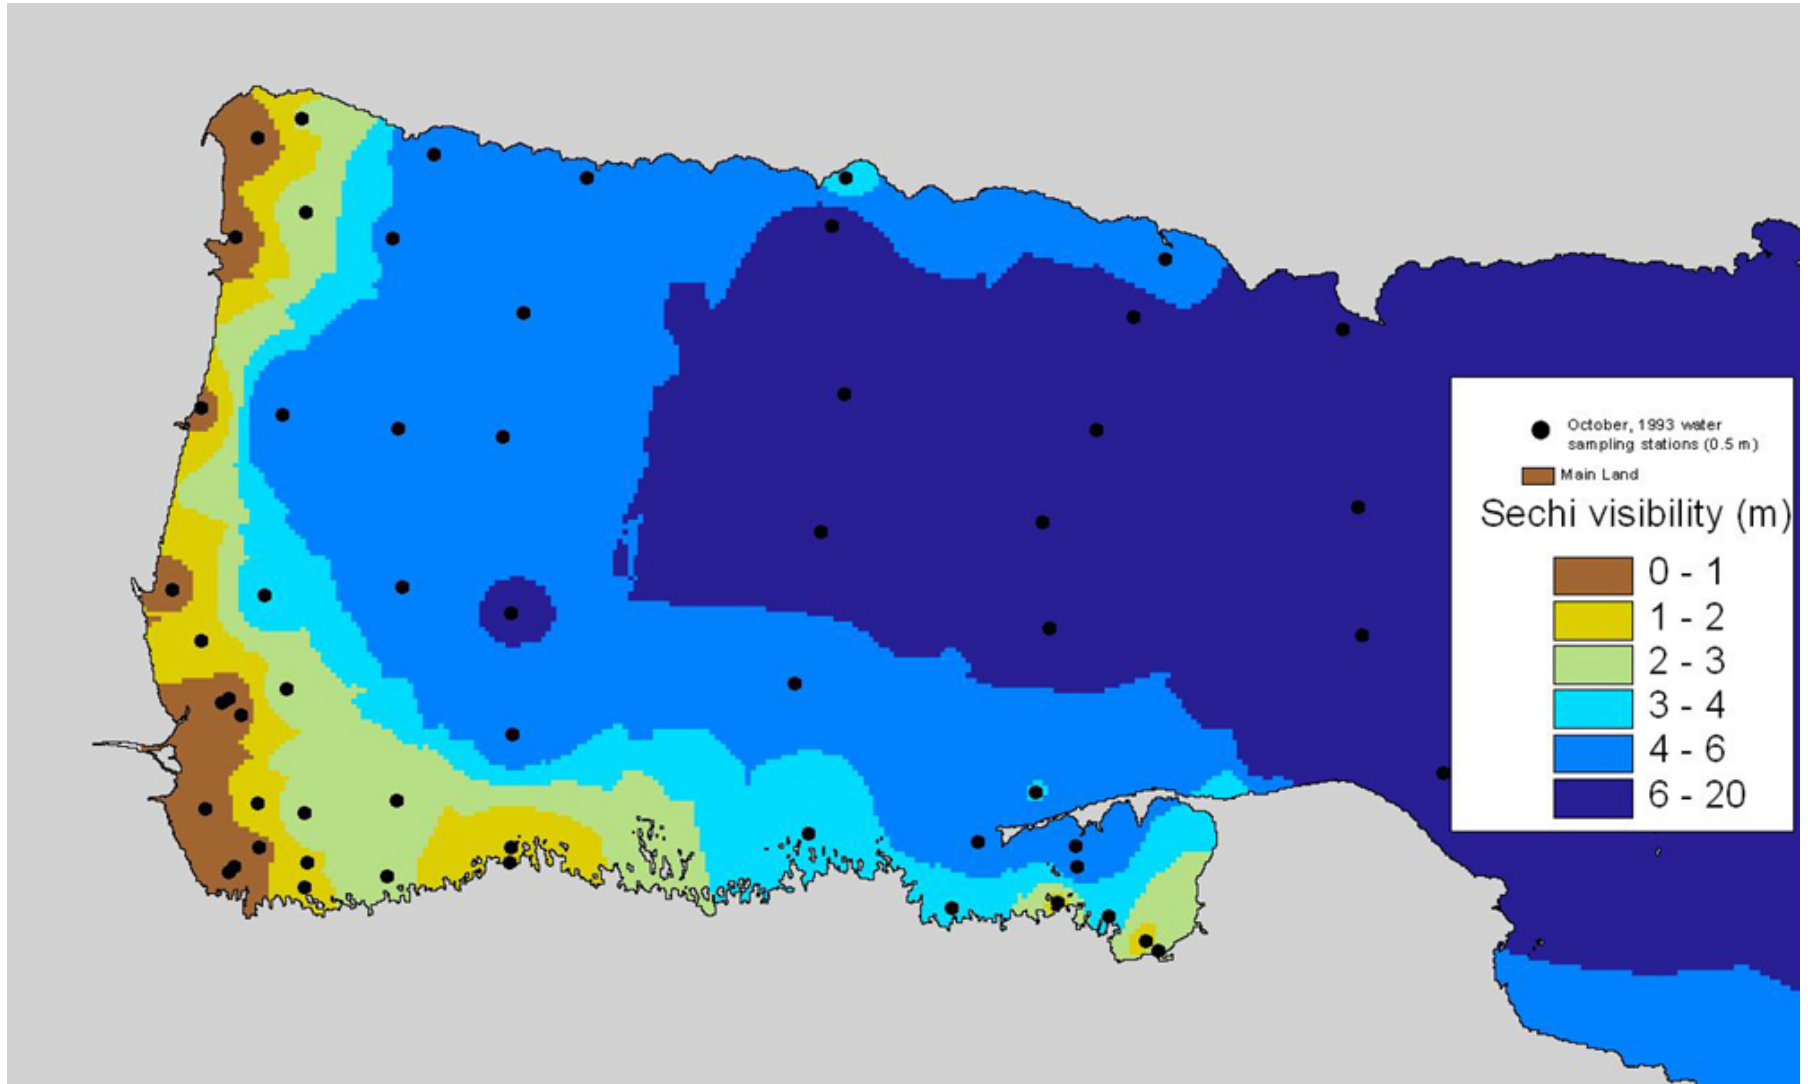 October, 1993 water
sampling stations (0.5 m)
Main Land
Sechi visibility (m)
0 - 1
1 - 2
2 - 3
3 - 4
4 - 6
6 - 20